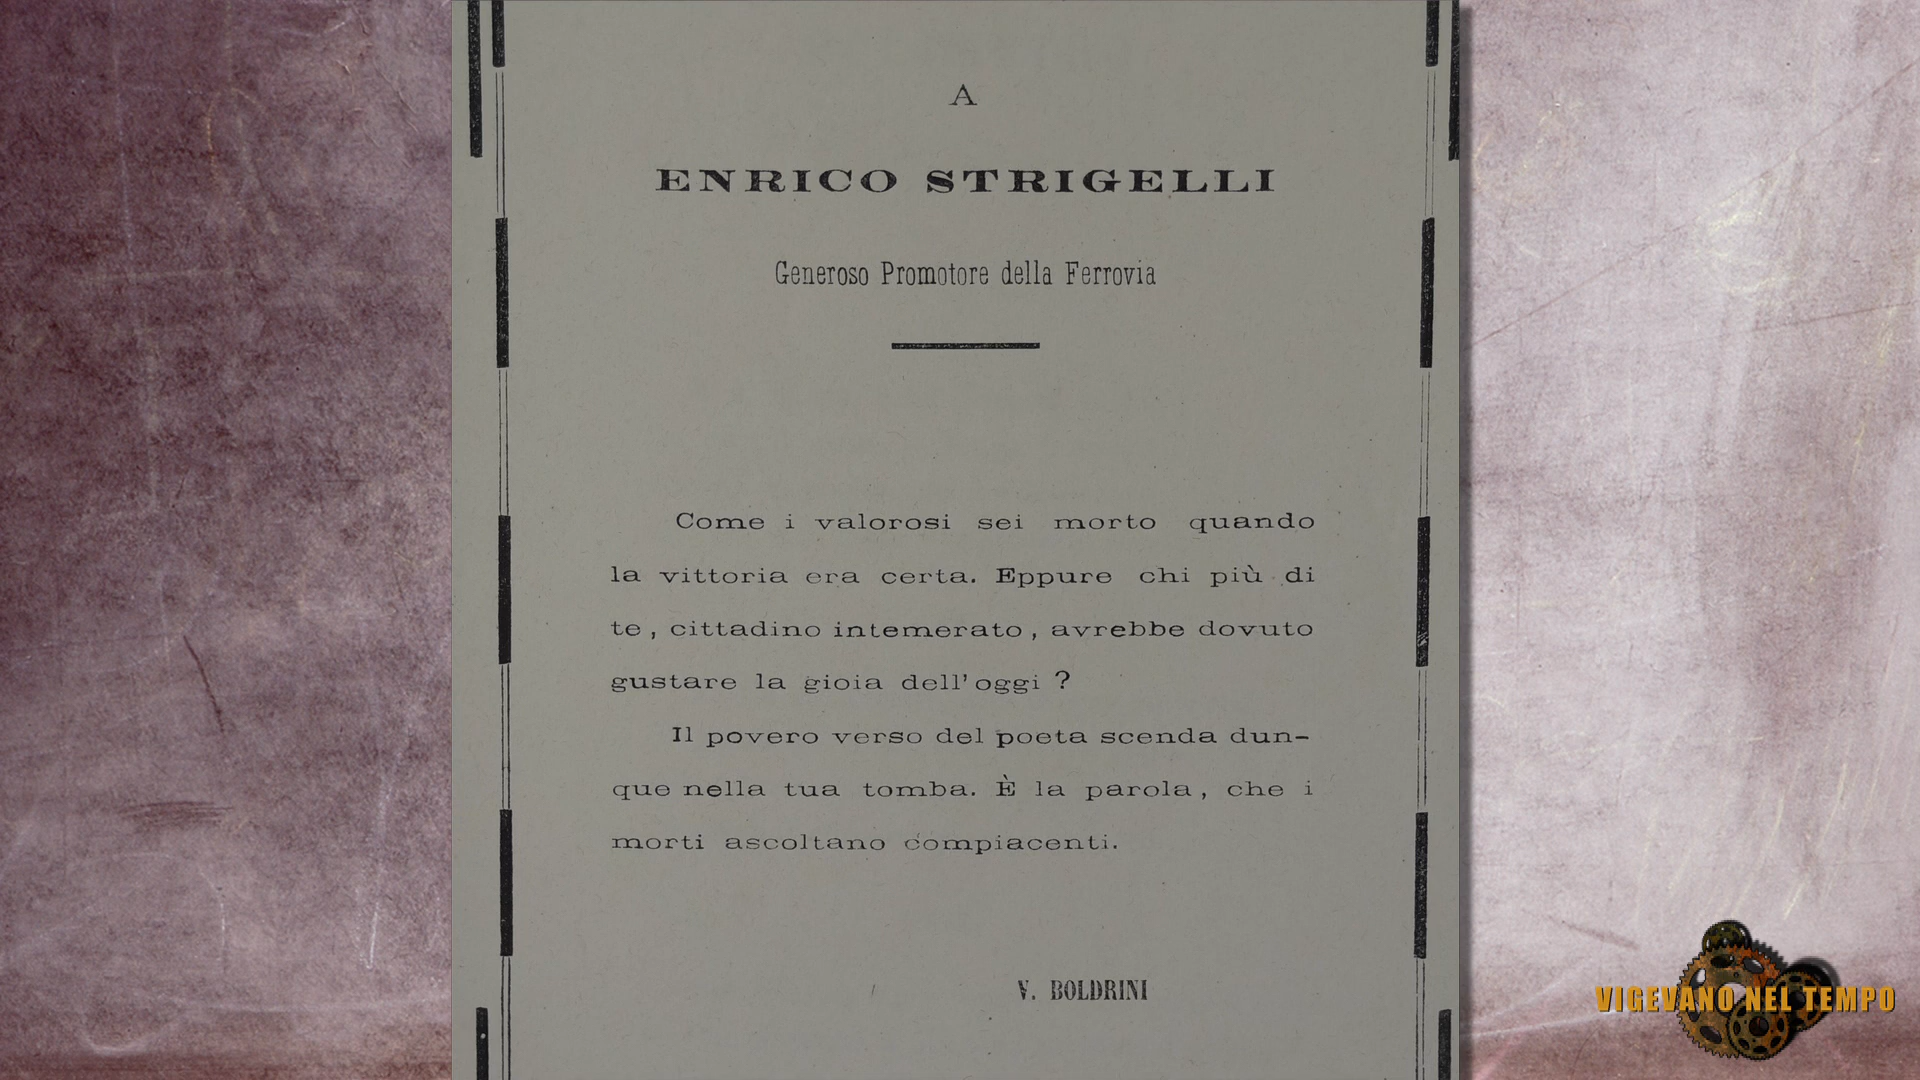 A
ENRICO STRIGELLI
Generoso Promotore della Ferrovia
Come i valorosi sei morto quando
la vittoria era certa. Eppure chi più di
te, cittadino intemerato, avrebbe dovuto
gustare la gioia dell'oggi ?
Il povero verso del poeta scenda dun-
que nella tua tomba. È la parola, che i
morti ascoltano compiacenti.
V. BOLDRINI
VIGEVANO NEL TEMPO